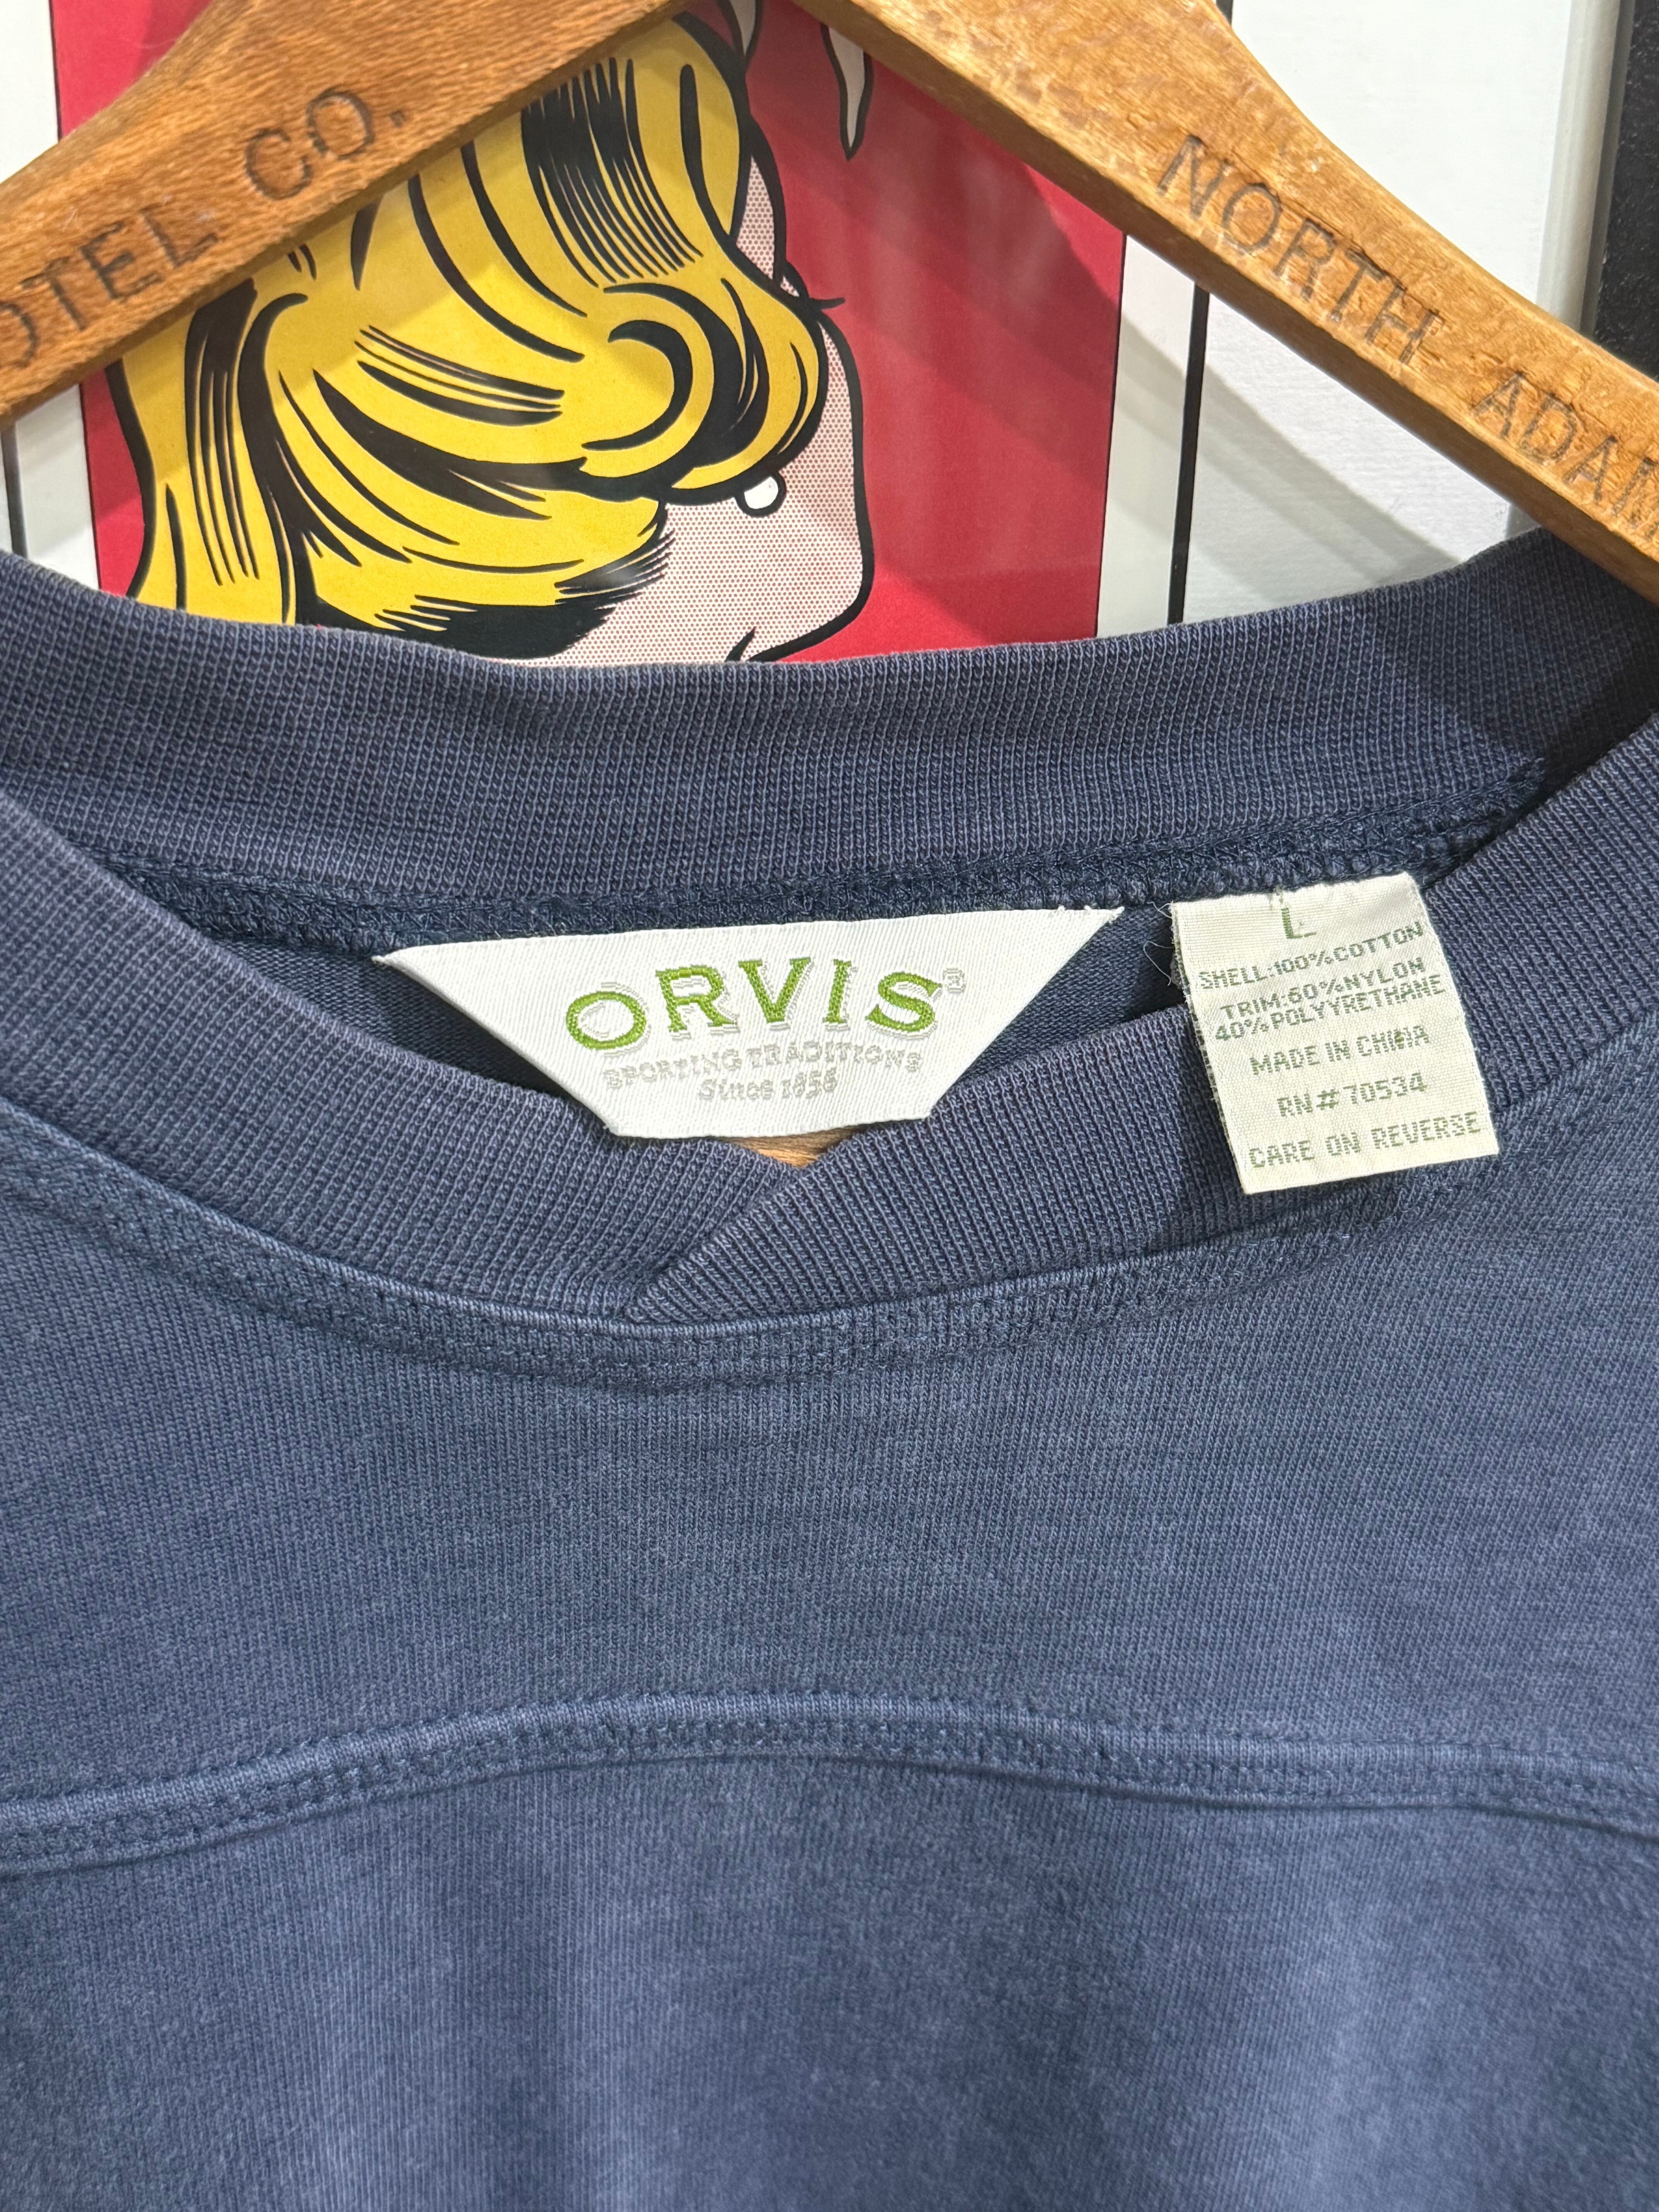 OTEL CO.
NORTH ADAM
ORVIS®
SPORTING TRADITIONS
Since 1856
L
SHELL:100%COTTON
TRIM:60%NYLON
40%POLYYRETHANE
MADE IN CHINA
RN#70534
CARE ON REVERSE